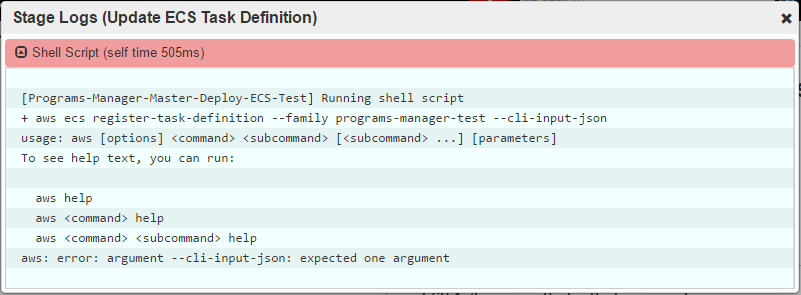 Stage Logs (Update ECS Task Definition)
Shell Script (self time 505ms)
[Programs-Manager-Master-Deploy-ECS-Test] Running shell script
+ aws ecs register-task-definition --family programs-manager-test --cli-input-json
usage: aws [options] <command> <subcommand> [<subcommand> ...] [parameters]
To see help text, you can run:
aws help
aws <command> help
aws <command> <subcommand> help
aws: error: argument --cli-input-json: expected one argument